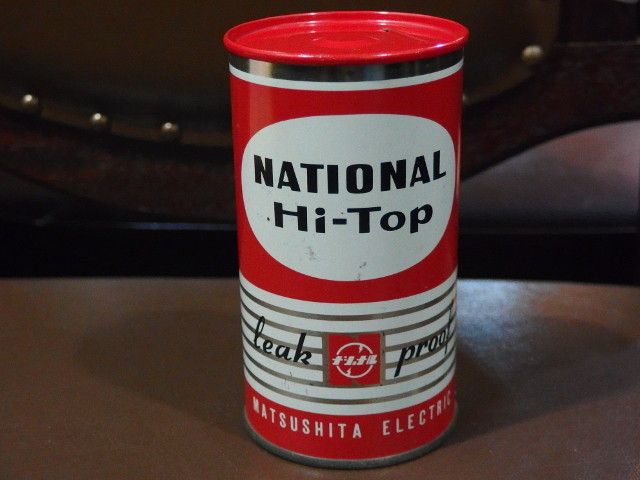 NATIONAL
Hi-Top
leak ナショナル proof
MATSUSHITA ELECTRIC